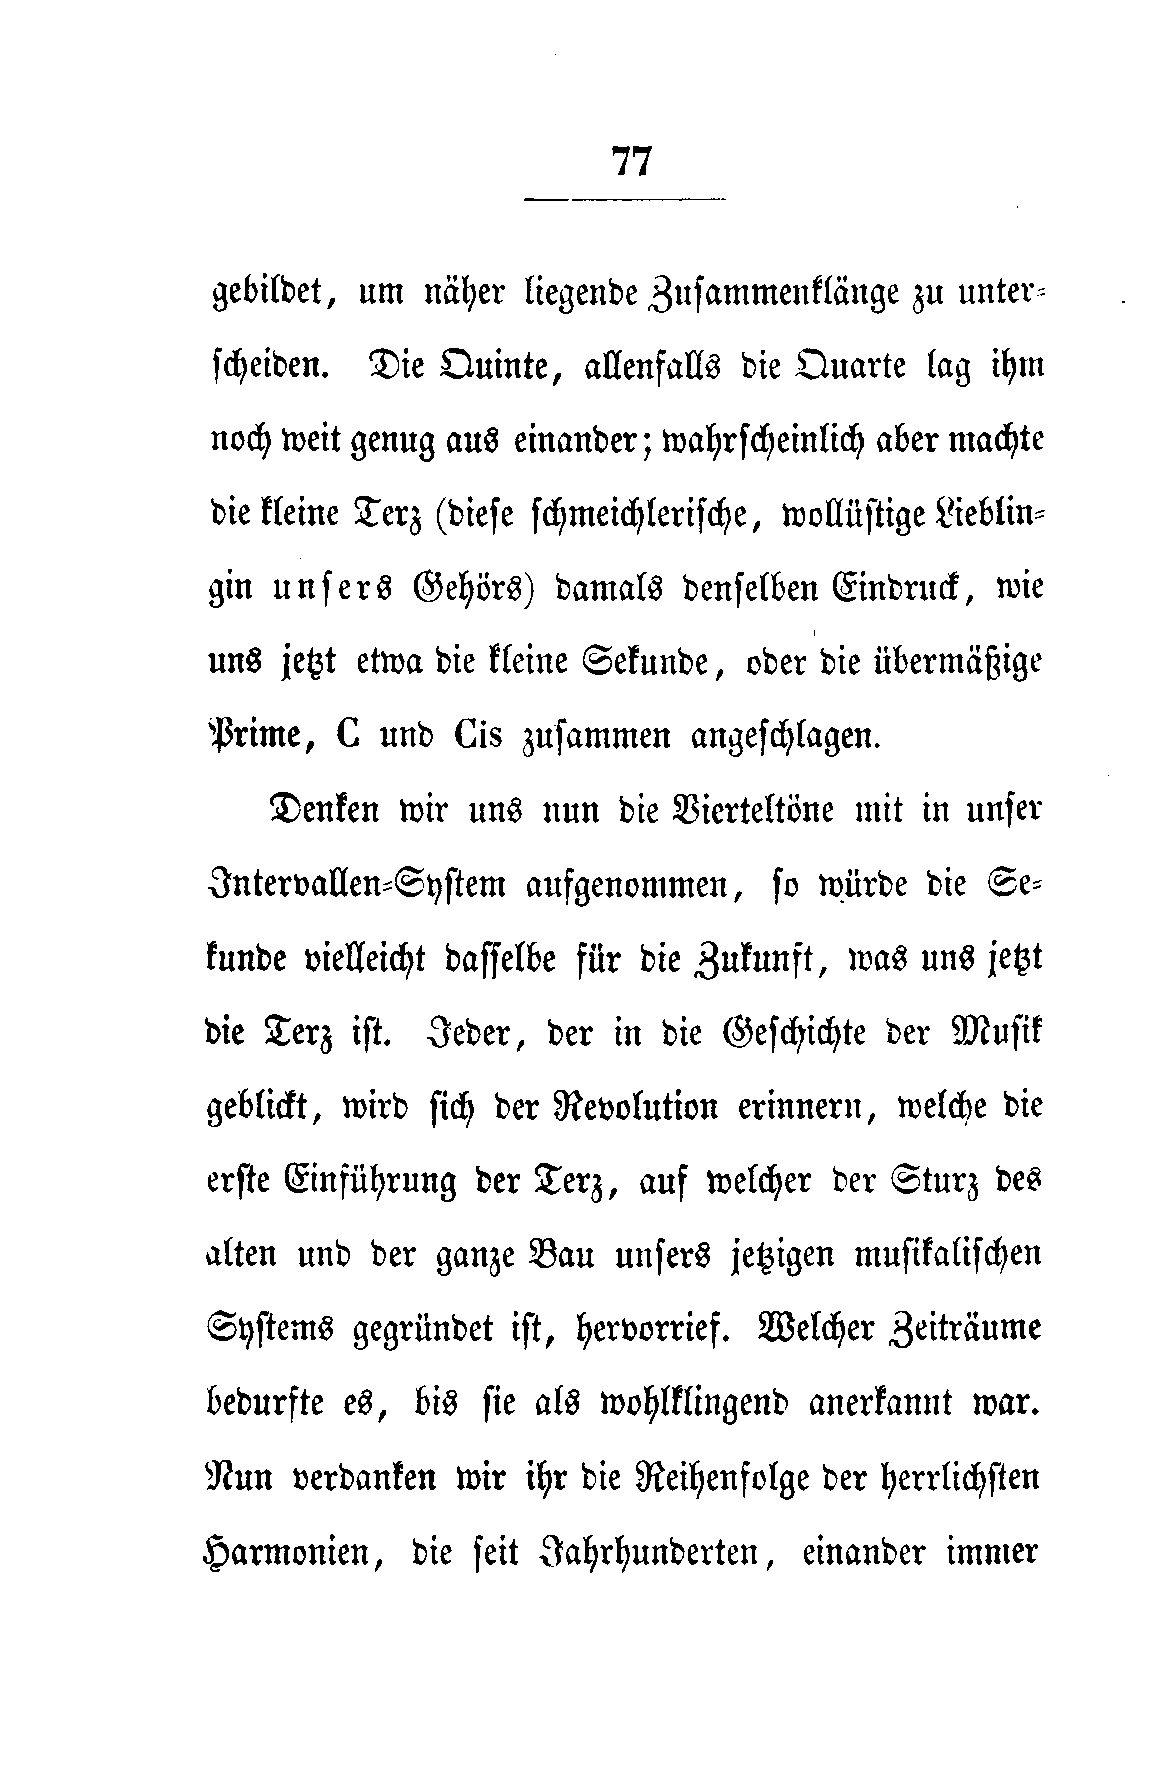 77
gebildet, um näher liegende Zusammenklänge zu unter-
scheiden. Die Quinte, allenfalls die Quarte lag ihm
noch weit genug aus einander; wahrscheinlich aber machte
die kleine Terz (diese schmeichlerische, wollüstige Lieblin-
gin unsers Gehörs) damals denselben Eindruck, wie
uns jetzt etwa die kleine Sekunde, oder die übermäßige
Prime, C und Cis zusammen angeschlagen.
Denken wir uns nun die Vierteltöne mit in unser
Intervallen-System aufgenommen, so würde die Se-
kunde vielleicht dasselbe für die Zukunft, was uns jetzt
die Terz ist. Jeder, der in die Geschichte der Musik
geblickt, wird sich der Revolution erinnern, welche die
erste Einführung der Terz, auf welcher der Sturz des
alten und der ganze Bau unsers jetzigen musikalischen
Systems gegründet ist, hervorrief. Welcher Zeiträume
bedurfte es, bis sie als wohlklingend anerkannt war.
Nun verdanken wir ihr die Reihenfolge der herrlichsten
Harmonien, die seit Jahrhunderten, einander immer